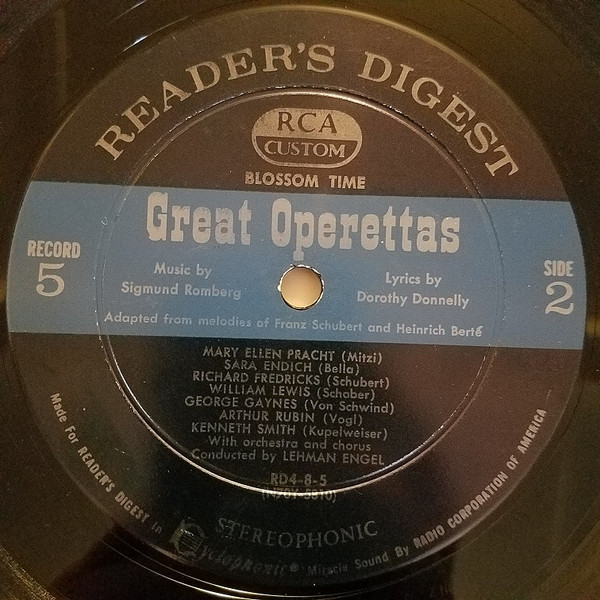 READER'S DIGEST
RCA
CUSTOM
BLOSSOM TIME
Great Operettas
RECORD
5
SIDE
2
Music by
Sigmund Romberg
Lyrics by
Dorothy Donnelly
Adapted from melodies of Franz Schubert and Heinrich Berté
MARY ELLEN PRACHT (Mitzi)
SARA ENDICH (Bella)
RICHARD FREDRICKS (Schubert)
WILLIAM LEWIS (Schober)
GEORGE GAYNES (Von Schwind)
ARTHUR RUBIN (Vogl)
KENNETH SMITH (Kupelweiser)
With orchestra and chorus
Conducted by LEHMAN ENGEL
RD4-8-5
STEREOPHONIC
Made For READER'S DIGEST in Dyclophonic® Miracle Sound By RADIO CORPORATION OF AMERICA